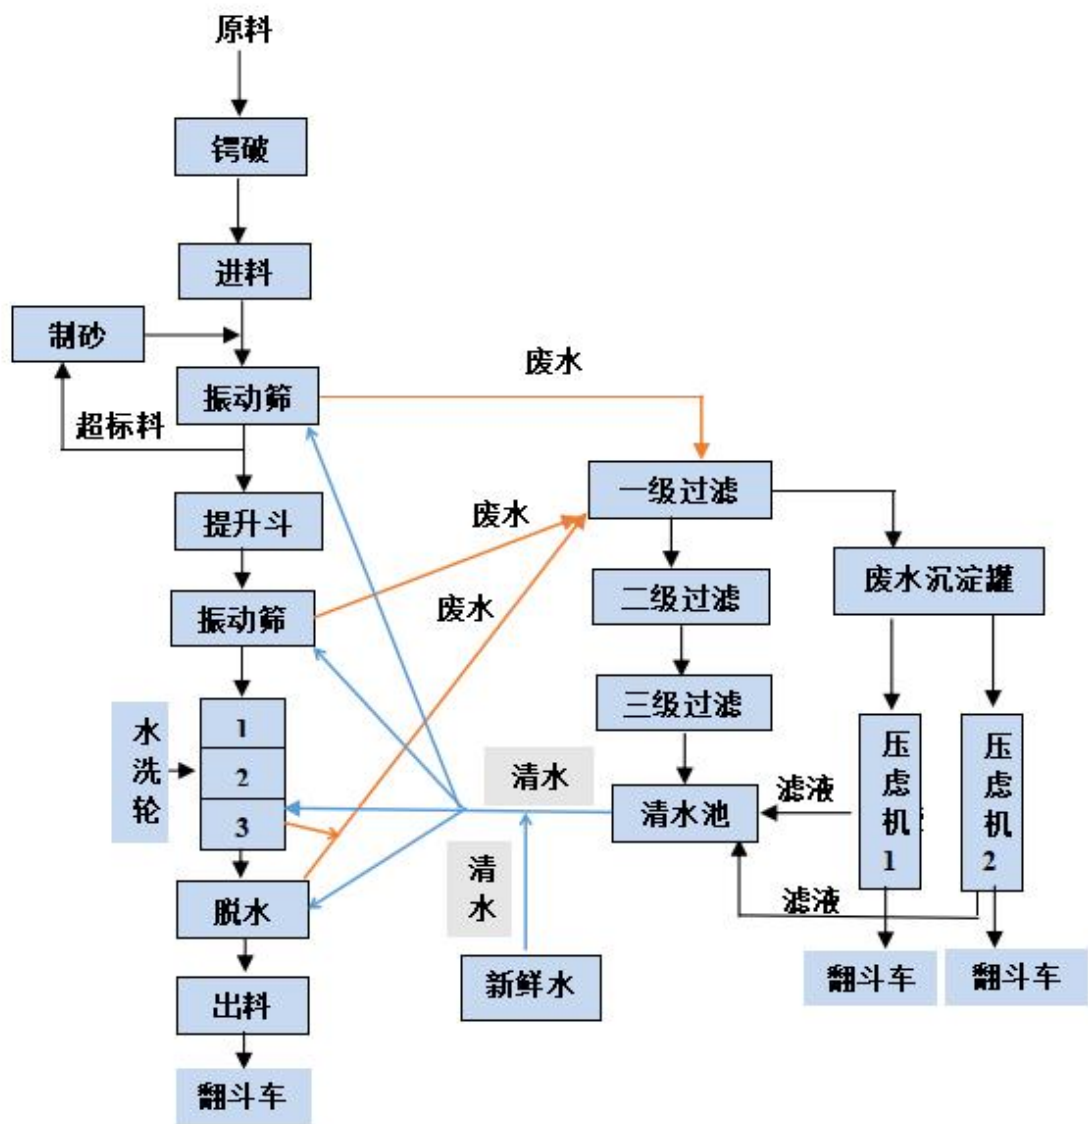 原料
锷破
进料
制砂
振动筛
废水
超标料
一级过滤
提升斗
废水
废水沉淀罐
二级过滤
废水
振动筛
三级过滤
水
洗
轮
1
2
3
压
虑
机
1
压
虑
机
2
清水
滤液
清水池
清
水
脱水
滤液
新鲜水
翻斗车
翻斗车
出料
翻斗车